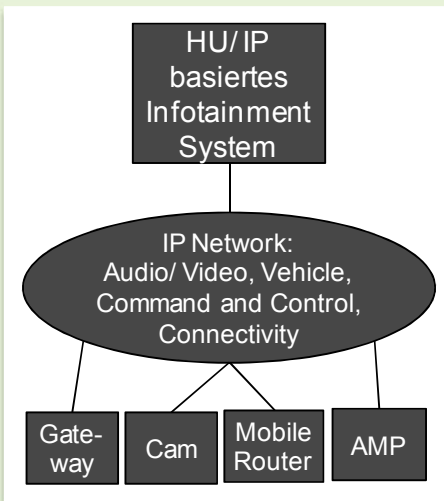 HU/IP
basiertes
Infotainment
System
IP Network:
Audio/ Video, Vehicle,
Command and Control,
Connectivity
Gate-
way
Cam
Mobile
Router
AMP